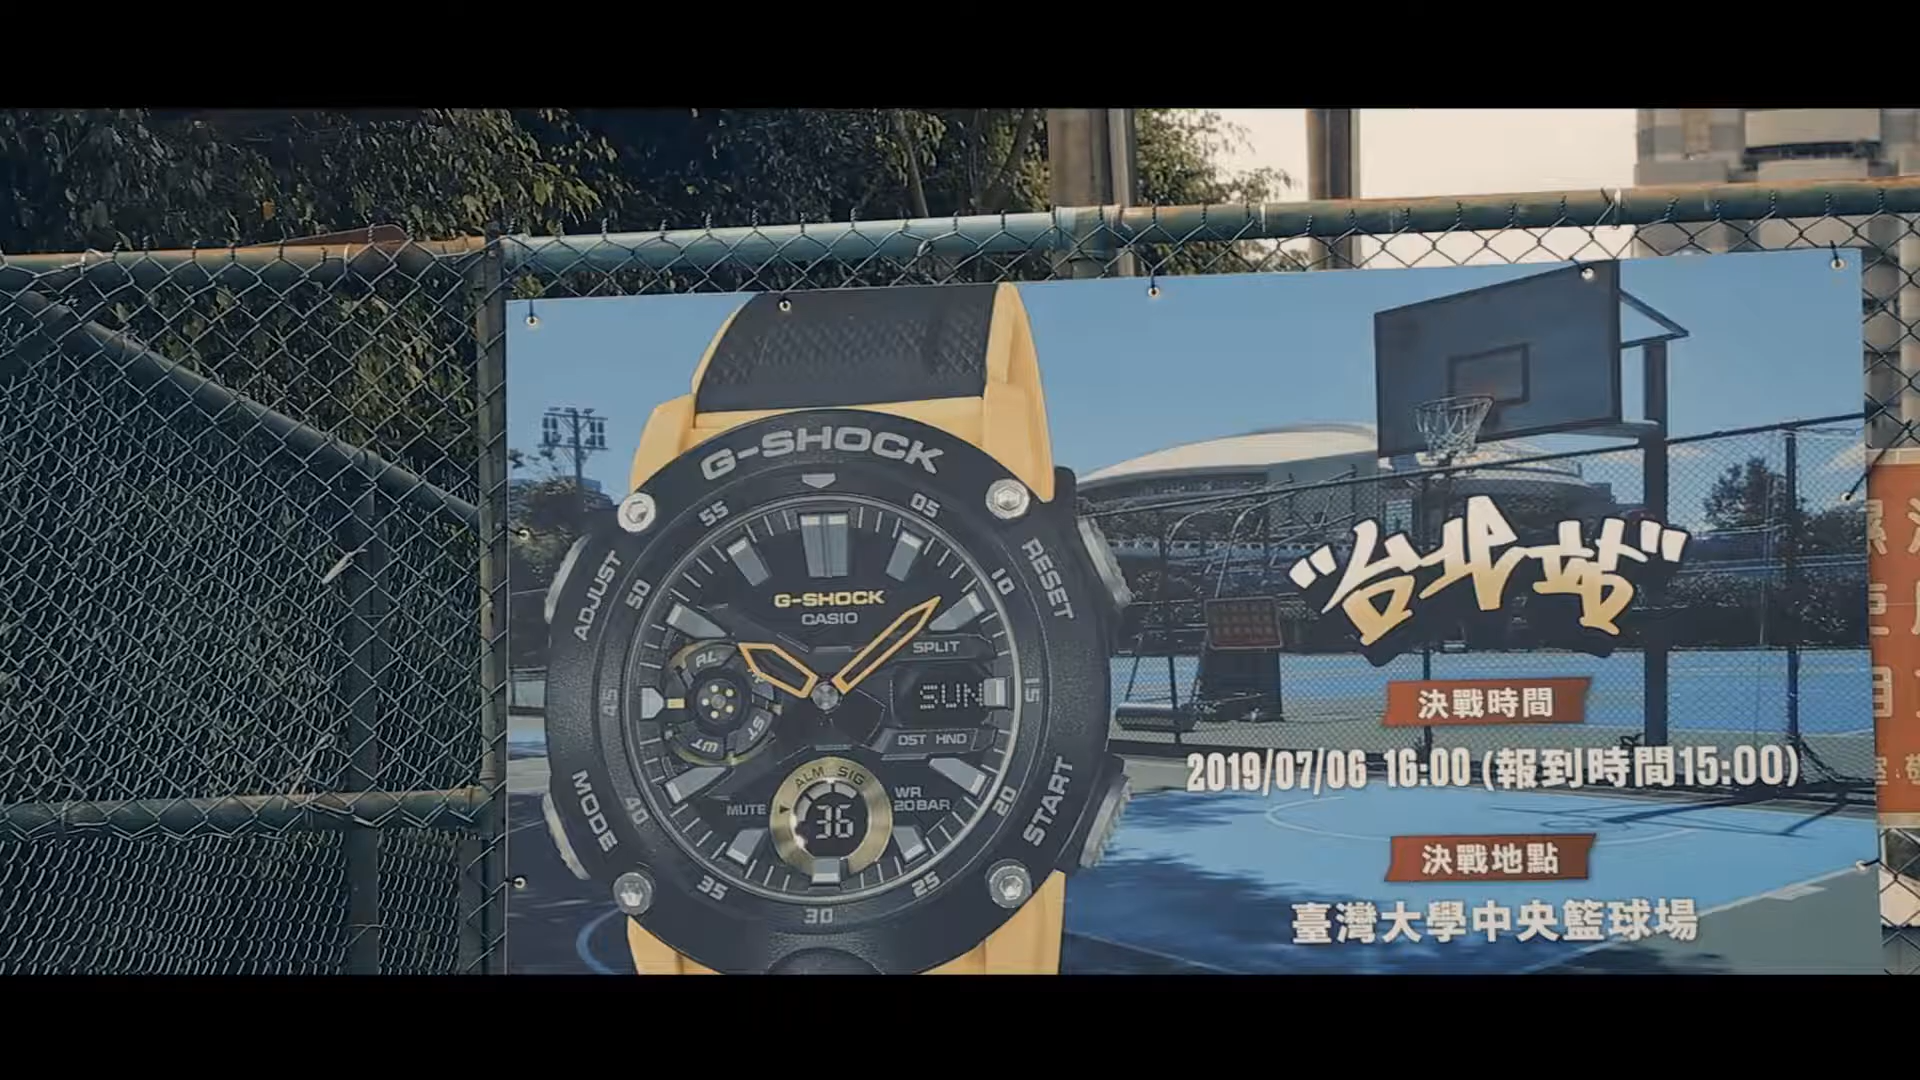 G-SHOCK
55
05
ADJUST
50
10
RESET
G-SHOCK
CASIO
SPLIT
AL
45
SUN
15
ST
WT
DST HND
ALM SIG
MODE
40
MUTE
36
WR
20BAR
20
START
35
25
30
"台北站"
決戰時間
2019/07/06 16:00 (報到時間15:00)
決戰地點
臺灣大學中央籃球場